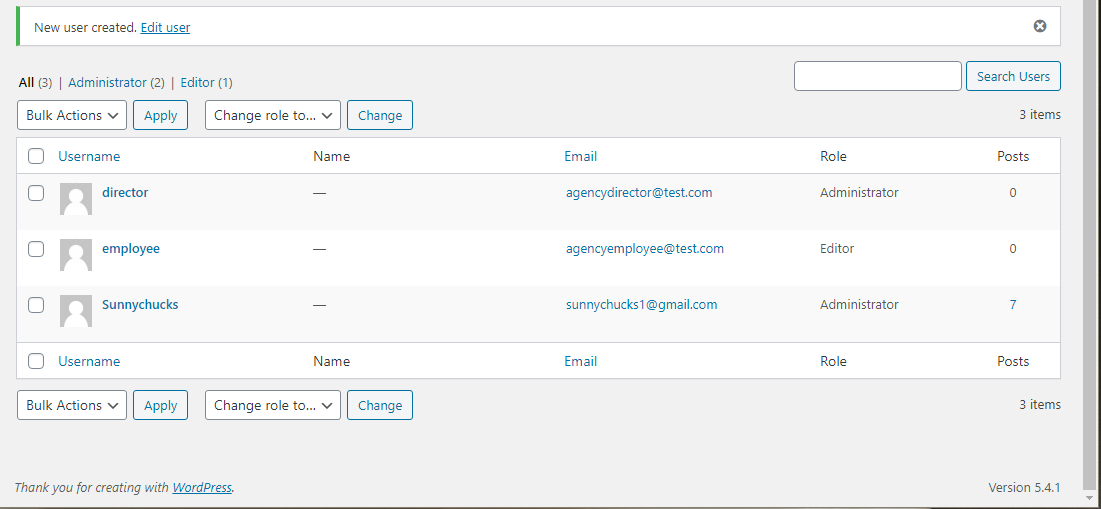 New user created. Edit user
All (3) | Administrator (2) | Editor (1)
Search Users
Bulk Actions Apply Change role to... Change 3 items
Username Name Email Role Posts
director — agencydirector@test.com Administrator 0
employee — agencyemployee@test.com Editor 0
Sunnychucks — sunnychucks1@gmail.com Administrator 7
Username Name Email Role Posts
Bulk Actions Apply Change role to... Change 3 items
Thank you for creating with WordPress. Version 5.4.1